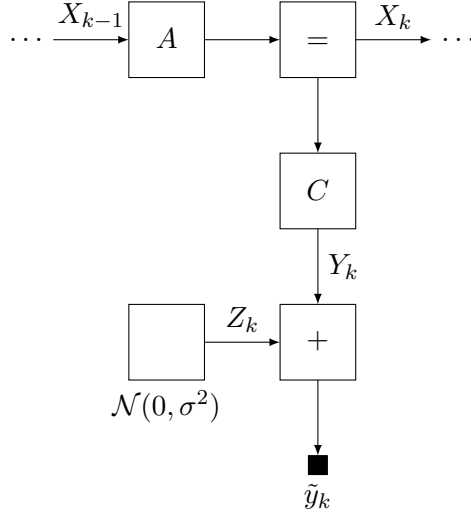 ⋯ X_{k−1} A = X_k ⋯
C
Y_k
Z_k +
𝒩(0, σ²)
ỹ_k